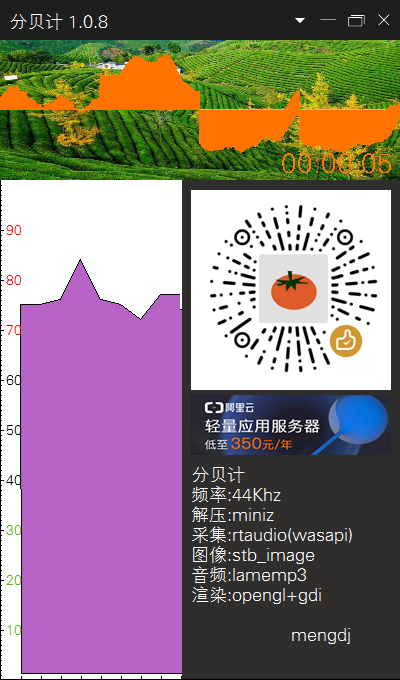 分贝计 1.0.8
00:00:05
90
80
70
60
50
40
30
20
10
阿里云
轻量应用服务器
低至 350元/年
分贝计
频率:44Khz
解压:miniz
采集:rtaudio(wasapi)
图像:stb_image
音频:lamemp3
渲染:opengl+gdi
mengdj